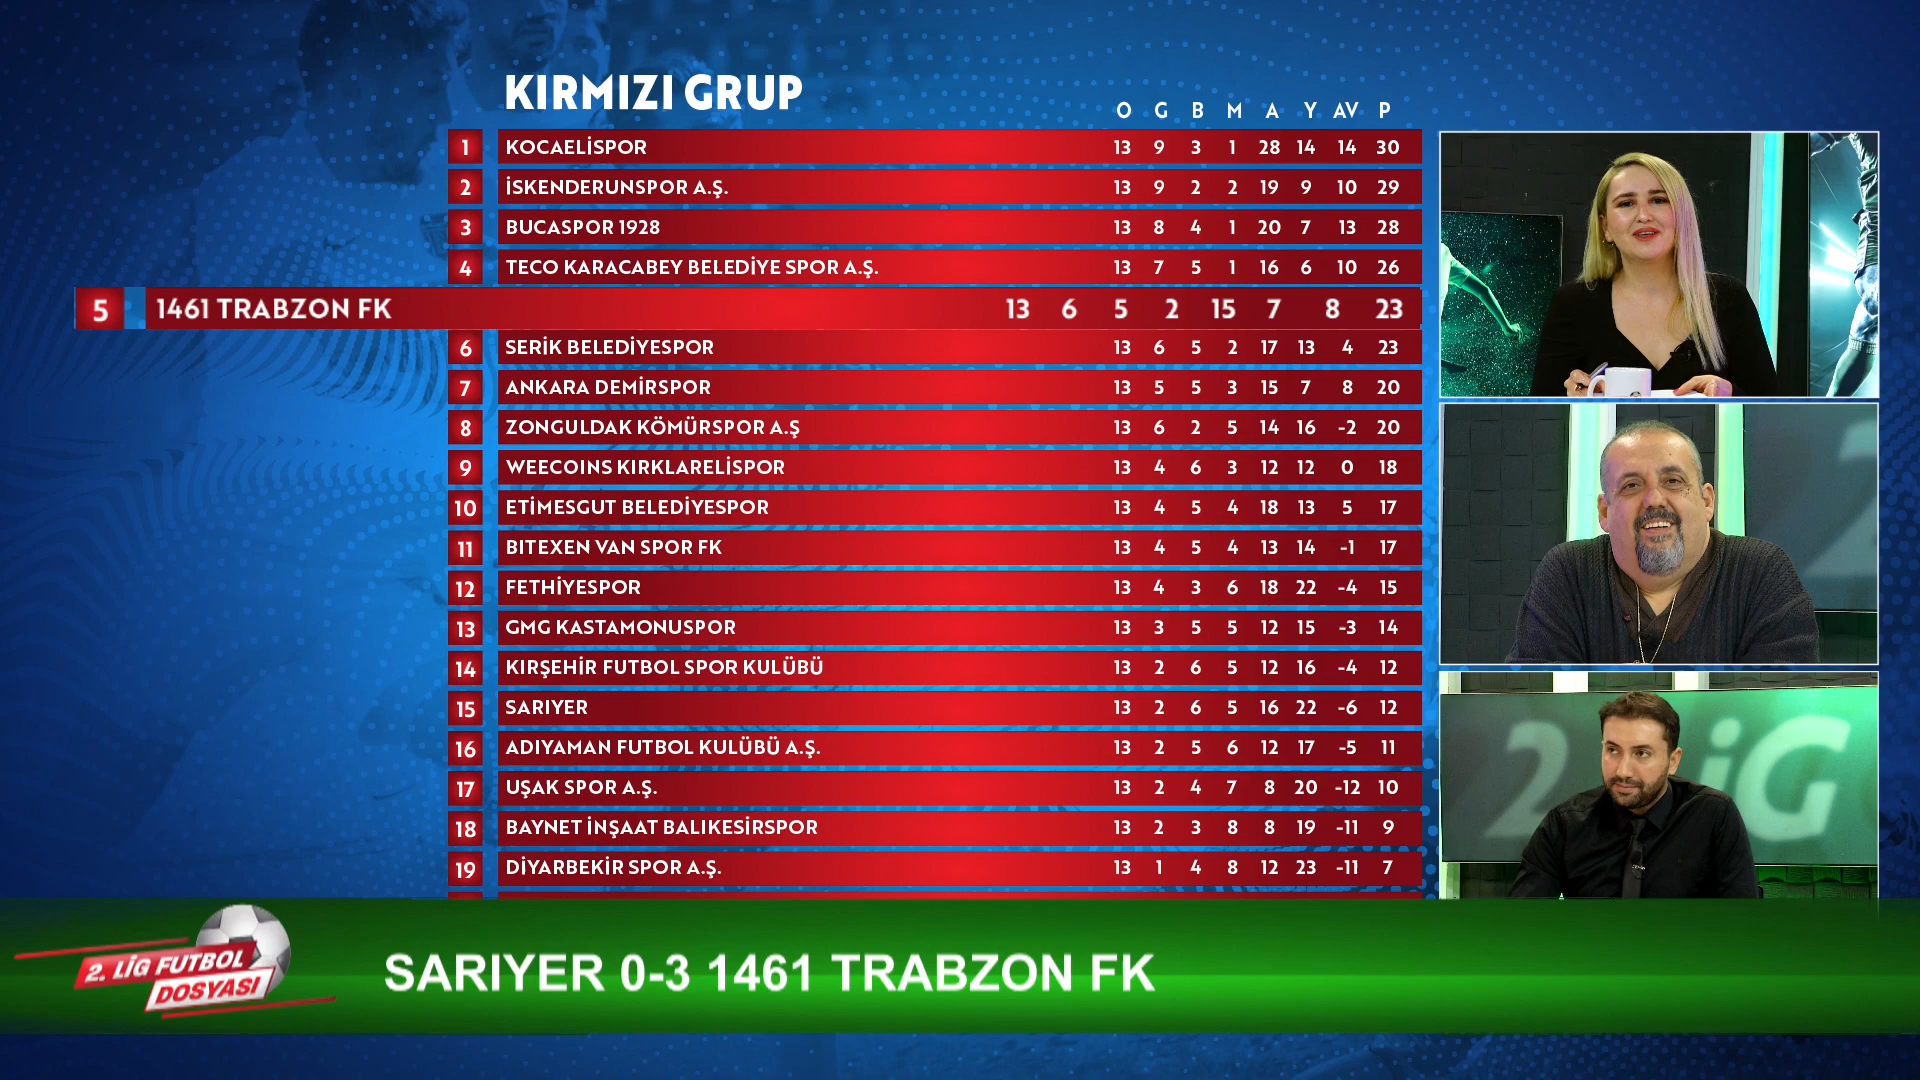 KIRMIZI GRUP
O G B M A Y AV P
1 KOCAELİSPOR 13 9 3 1 28 14 14 30
2 İSKENDERUNSPOR A.Ş. 13 9 2 2 19 9 10 29
3 BUCASPOR 1928 13 8 4 1 20 7 13 28
4 TECO KARACABEY BELEDİYE SPOR A.Ş. 13 7 5 1 16 6 10 26
5 1461 TRABZON FK 13 6 5 2 15 7 8 23
6 SERİK BELEDİYESPOR 13 6 5 2 17 13 4 23
7 ANKARA DEMİRSPOR 13 5 5 3 15 7 8 20
8 ZONGULDAK KÖMÜRSPOR A.Ş 13 6 2 5 14 16 -2 20
9 WEECOINS KIRKLARELİSPOR 13 4 6 3 12 12 0 18
10 ETİMESGUT BELEDİYESPOR 13 4 5 4 18 13 5 17
11 BITEXEN VAN SPOR FK 13 4 5 4 13 14 -1 17
12 FETHİYESPOR 13 4 3 6 18 22 -4 15
13 GMG KASTAMONUSPOR 13 3 5 5 12 15 -3 14
14 KIRŞEHİR FUTBOL SPOR KULÜBÜ 13 2 6 5 12 16 -4 12
15 SARIYER 13 2 6 5 16 22 -6 12
16 ADIYAMAN FUTBOL KULÜBÜ A.Ş. 13 2 5 6 12 17 -5 11
17 UŞAK SPOR A.Ş. 13 2 4 7 8 20 -12 10
18 BAYNET İNŞAAT BALIKESİRSPOR 13 2 3 8 8 19 -11 9
19 DİYARBEKİR SPOR A.Ş. 13 1 4 8 12 23 -11 7
2 iG
2. LİG FUTBOL
DOSYASI
SARIYER 0-3 1461 TRABZON FK